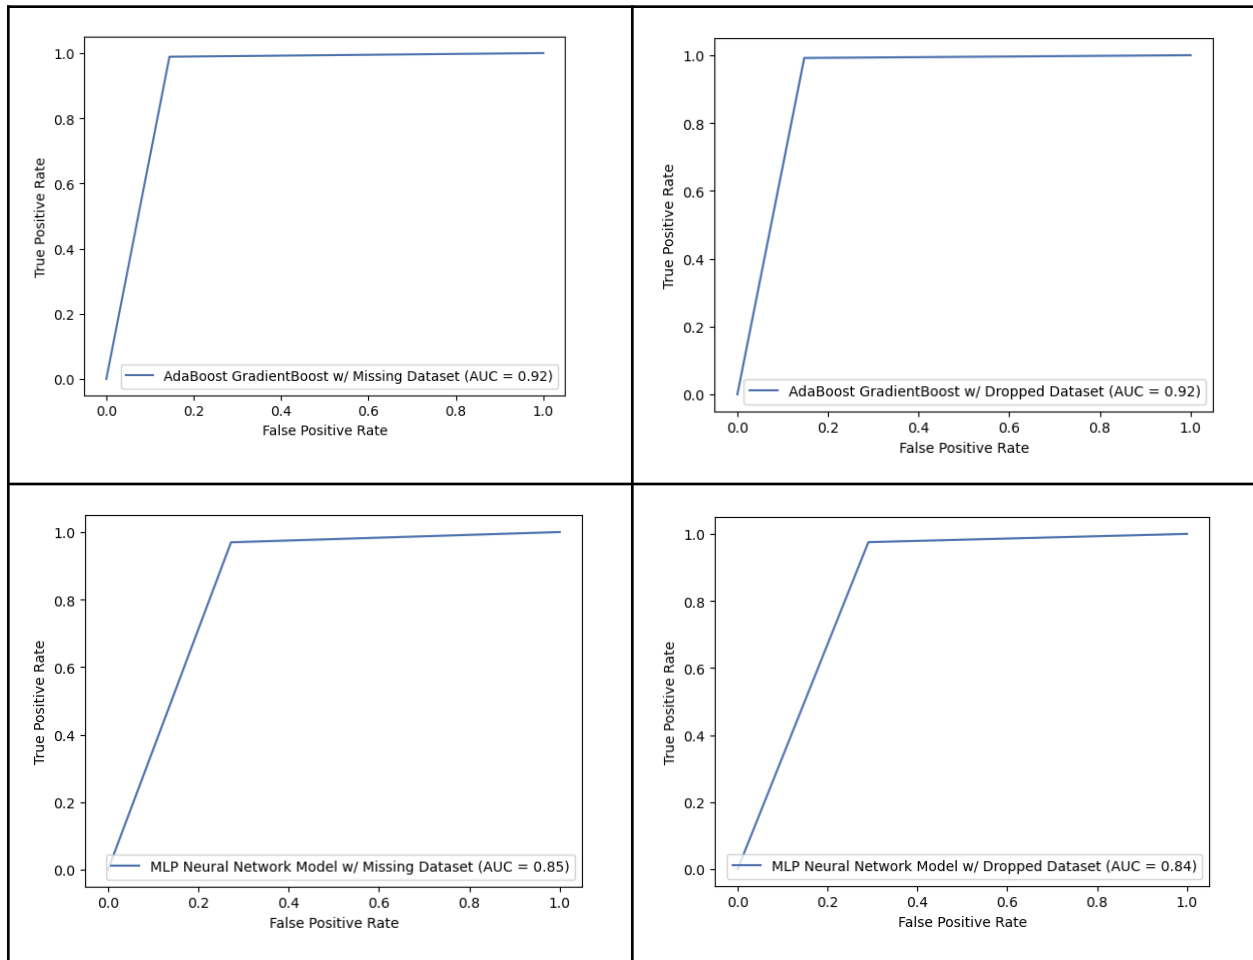 1.0
0.8
0.6
0.4
0.2
0.0
True Positive Rate
AdaBoost GradientBoost w/ Missing Dataset (AUC = 0.92)
0.0 0.2 0.4 0.6 0.8 1.0
False Positive Rate
1.0
0.8
0.6
0.4
0.2
0.0
True Positive Rate
AdaBoost GradientBoost w/ Dropped Dataset (AUC = 0.92)
0.0 0.2 0.4 0.6 0.8 1.0
False Positive Rate
1.0
0.8
0.6
0.4
0.2
0.0
True Positive Rate
MLP Neural Network Model w/ Missing Dataset (AUC = 0.85)
0.0 0.2 0.4 0.6 0.8 1.0
False Positive Rate
1.0
0.8
0.6
0.4
0.2
0.0
True Positive Rate
MLP Neural Network Model w/ Dropped Dataset (AUC = 0.84)
0.0 0.2 0.4 0.6 0.8 1.0
False Positive Rate